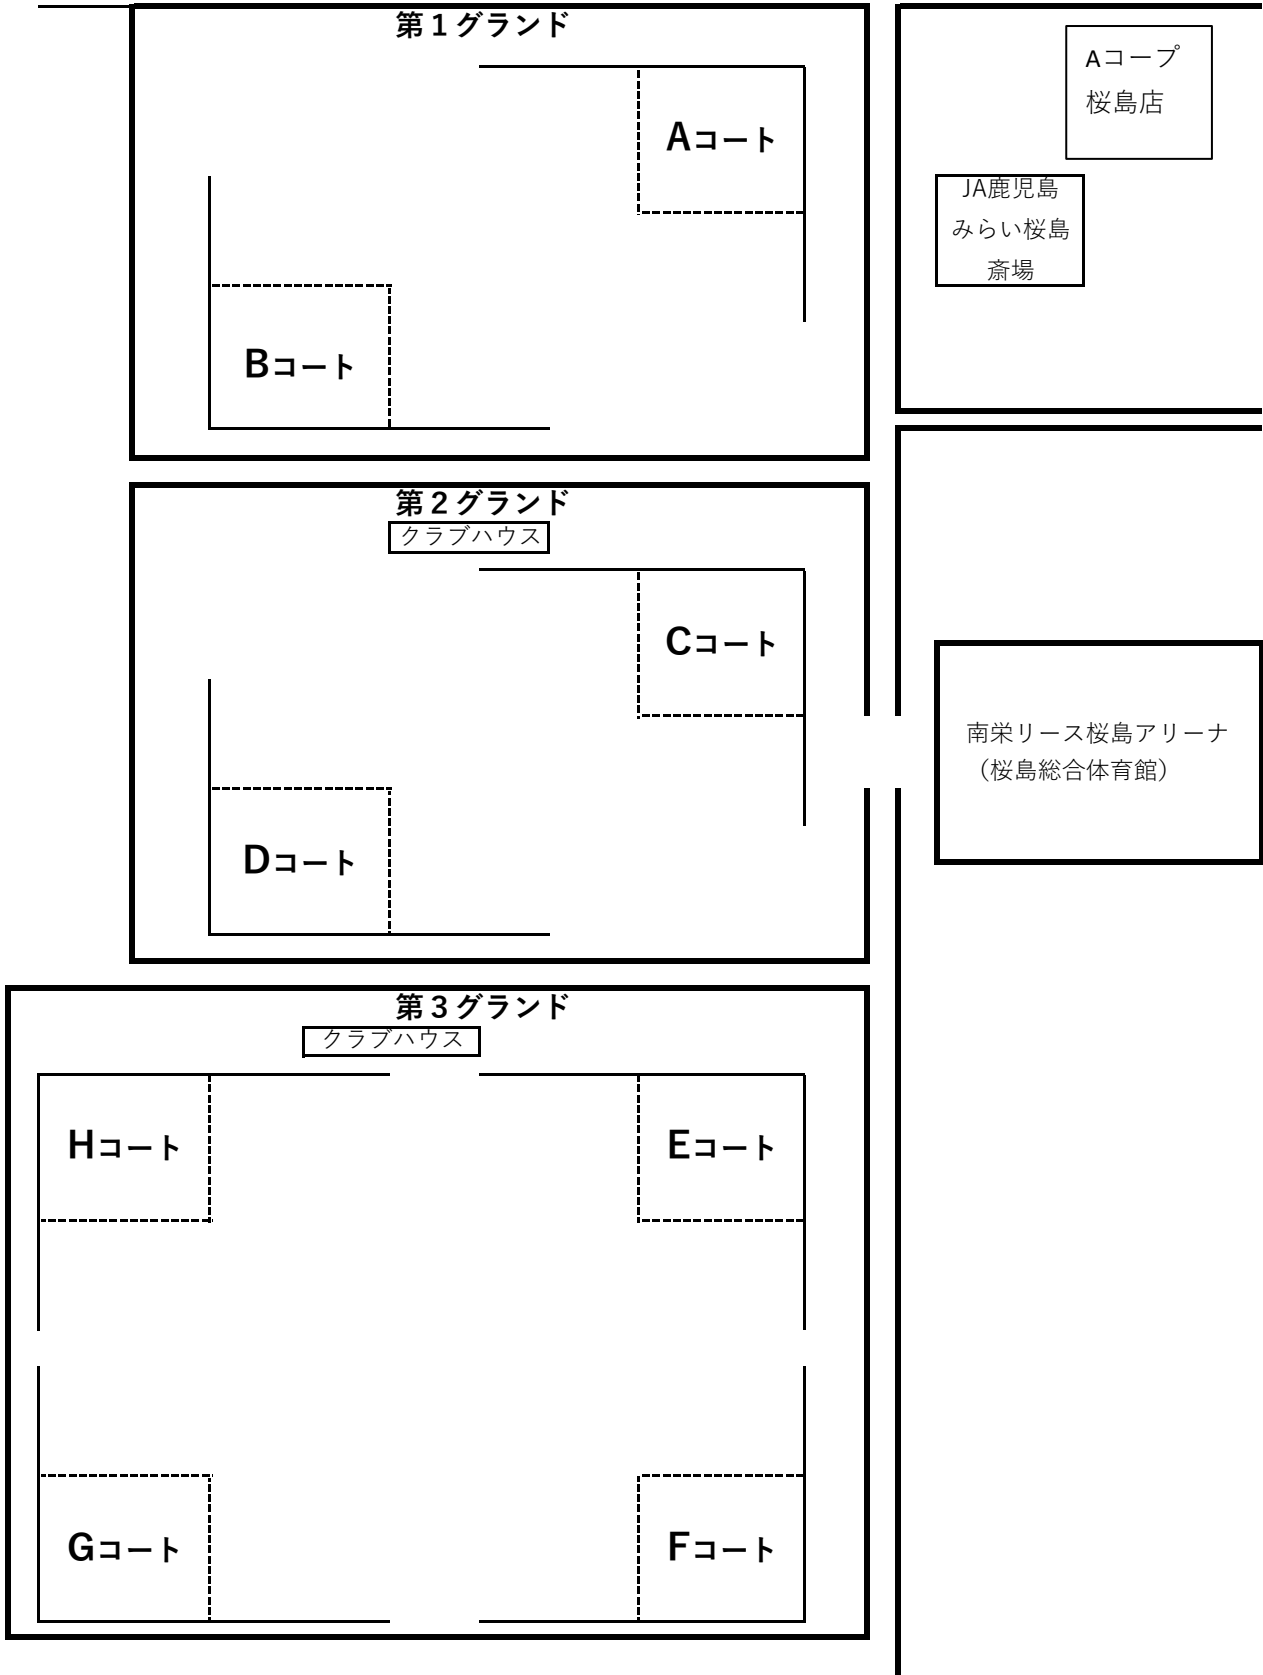 第１グランド
Aコート
Bコート
Aコープ
桜島店
JA鹿児島
みらい桜島
斎場
第２グランド
クラブハウス
Cコート
Dコート
南栄リース桜島アリーナ
（桜島総合体育館）
第３グランド
クラブハウス
Hコート
Eコート
Gコート
Fコート